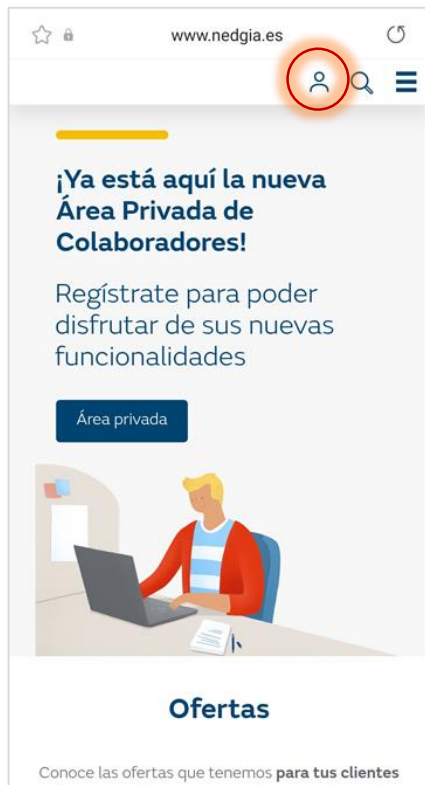 www.nedgia.es
¡Ya está aquí la nueva
Área Privada de
Colaboradores!
Regístrate para poder
disfrutar de sus nuevas
funcionalidades
Área privada
Ofertas
Conoce las ofertas que tenemos para tus clientes